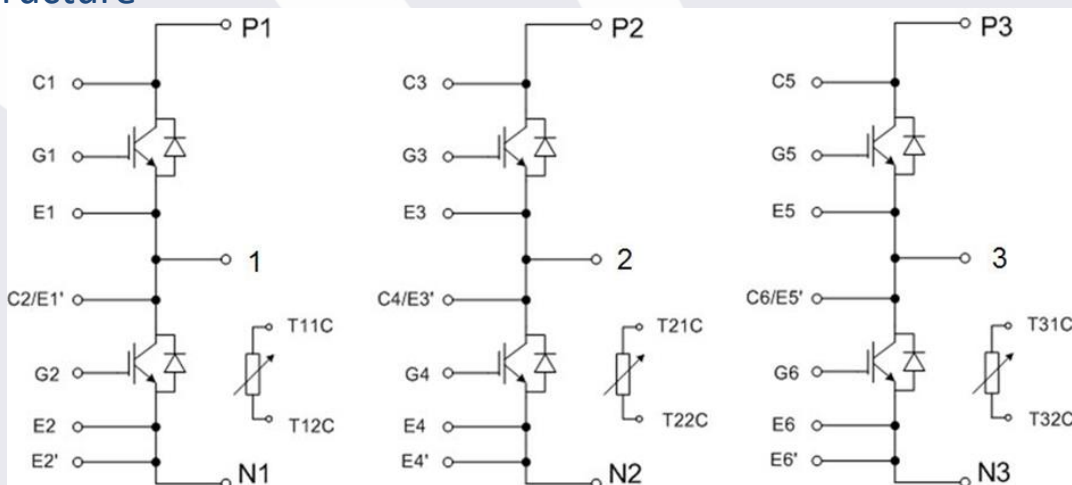 P1 P2 P3
C1 C3 C5
G1 G3 G5
E1 E3 E5
1 2 3
C2/E1' C4/E3' C6/E5'
T11C T21C T31C
G2 G4 G6
T12C T22C T32C
E2 E4 E6
E2' E4' E6'
N1 N2 N3